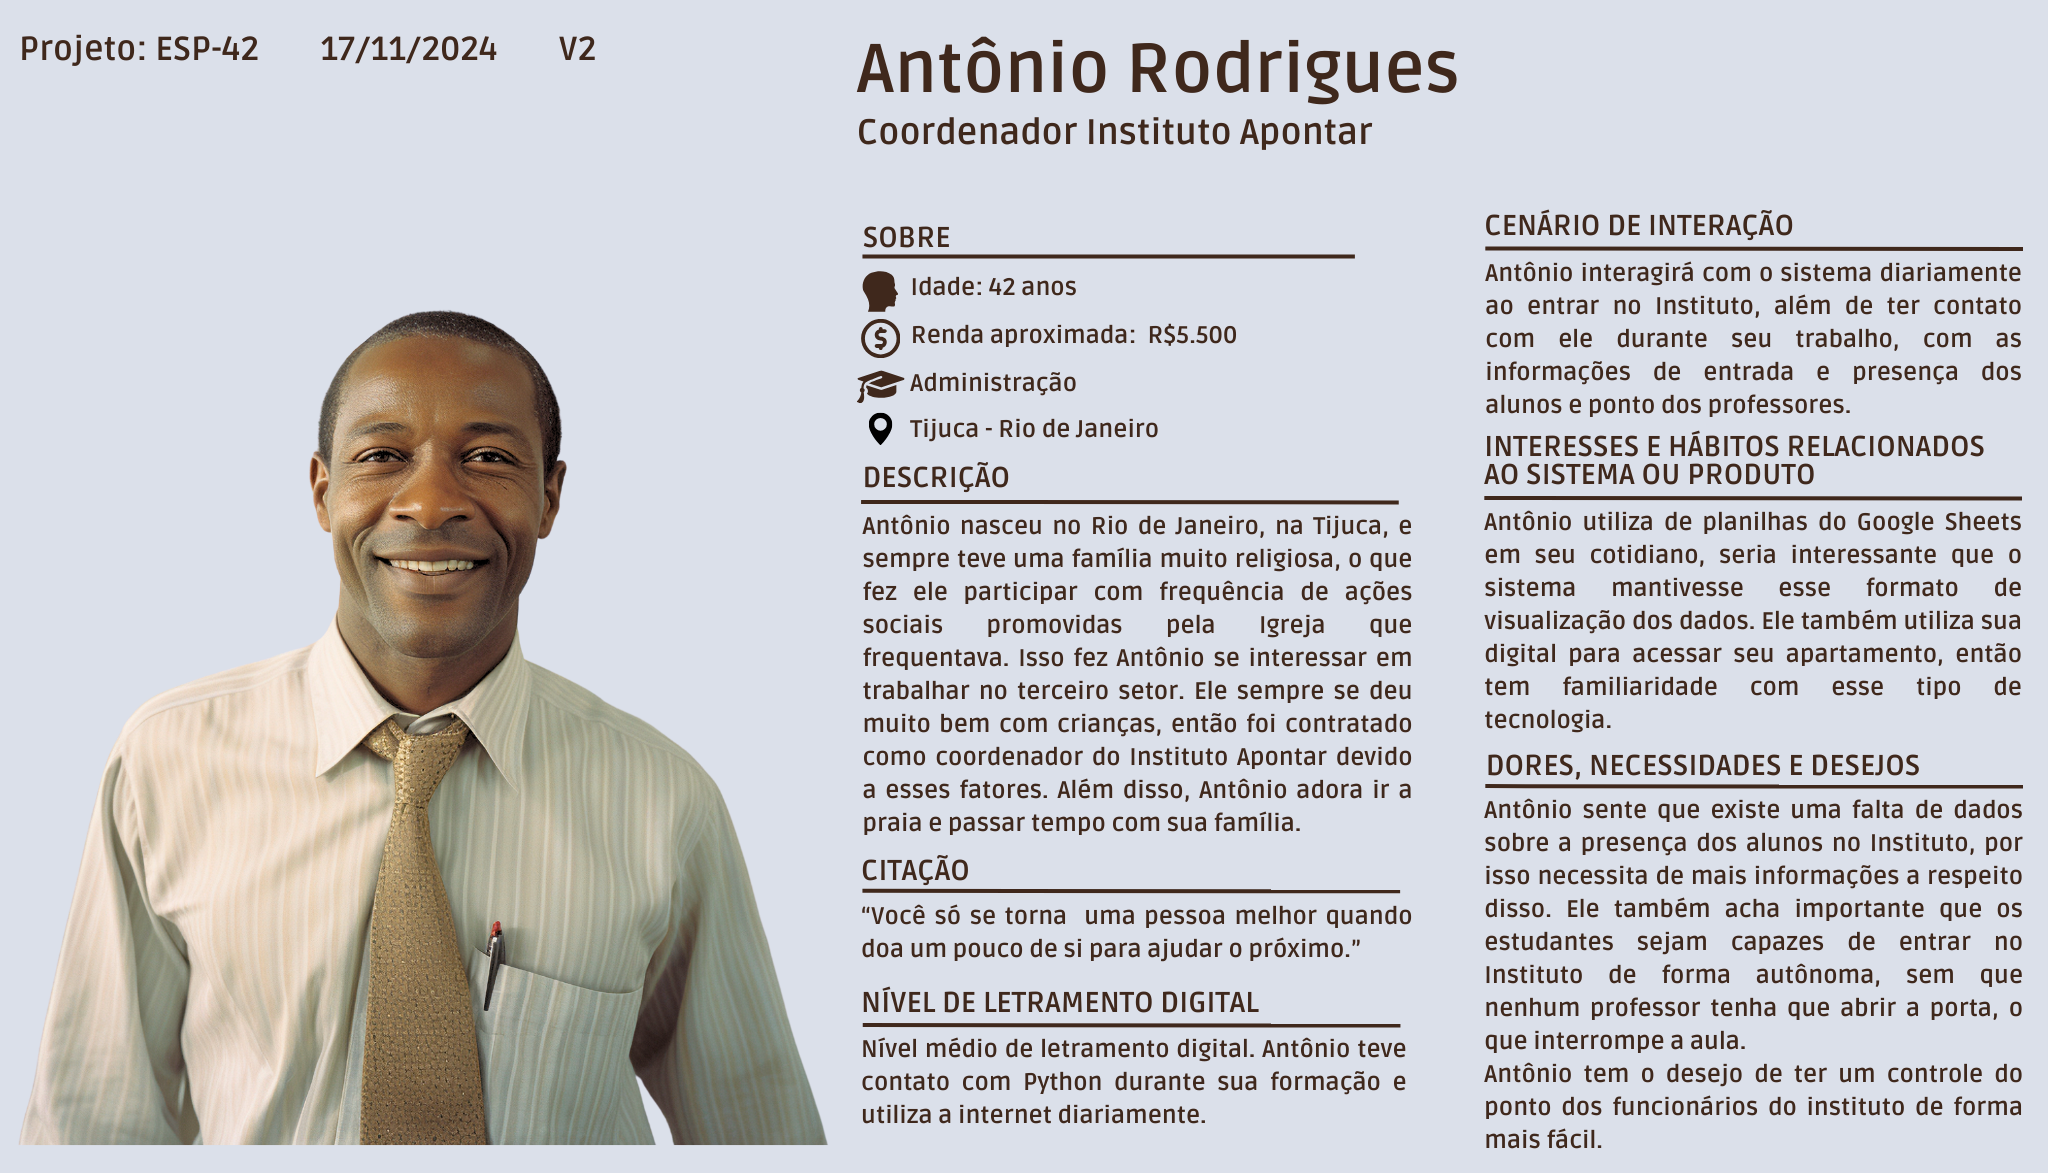 Projeto: ESP-42 17/11/2024 V2
Antônio Rodrigues
Coordenador Instituto Apontar
SOBRE
Idade: 42 anos
Renda aproximada: R$5.500
Administração
Tijuca - Rio de Janeiro
DESCRIÇÃO
Antônio nasceu no Rio de Janeiro, na Tijuca, e
sempre teve uma família muito religiosa, o que
fez ele participar com frequência de ações
sociais promovidas pela Igreja que
frequentava. Isso fez Antônio se interessar em
trabalhar no terceiro setor. Ele sempre se deu
muito bem com crianças, então foi contratado
como coordenador do Instituto Apontar devido
a esses fatores. Além disso, Antônio adora ir a
praia e passar tempo com sua família.
CITAÇÃO
“Você só se torna uma pessoa melhor quando
doa um pouco de si para ajudar o próximo.”
NÍVEL DE LETRAMENTO DIGITAL
Nível médio de letramento digital. Antônio teve
contato com Python durante sua formação e
utiliza a internet diariamente.
CENÁRIO DE INTERAÇÃO
Antônio interagirá com o sistema diariamente
ao entrar no Instituto, além de ter contato
com ele durante seu trabalho, com as
informações de entrada e presença dos
alunos e ponto dos professores.
INTERESSES E HÁBITOS RELACIONADOS
AO SISTEMA OU PRODUTO
Antônio utiliza de planilhas do Google Sheets
em seu cotidiano, seria interessante que o
sistema mantivesse esse formato de
visualização dos dados. Ele também utiliza sua
digital para acessar seu apartamento, então
tem familiaridade com esse tipo de
tecnologia.
DORES, NECESSIDADES E DESEJOS
Antônio sente que existe uma falta de dados
sobre a presença dos alunos no Instituto, por
isso necessita de mais informações a respeito
disso. Ele também acha importante que os
estudantes sejam capazes de entrar no
Instituto de forma autônoma, sem que
nenhum professor tenha que abrir a porta, o
que interrompe a aula.
Antônio tem o desejo de ter um controle do
ponto dos funcionários do instituto de forma
mais fácil.